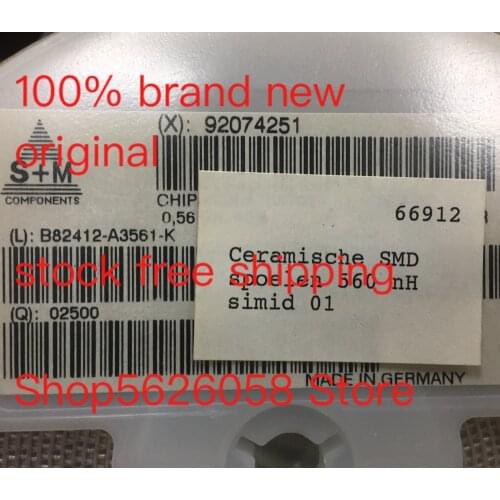 100% brand new
(X): 92074251
original
S+M
COMPONENTS
CHIP
0,56
66912
(L): B82412-A3561-K
Ceramische SMD
spoelen 560 nH
simid 01
stock free shipping
(Q): 02500
MADE IN GERMANY
Shop5626058 Store